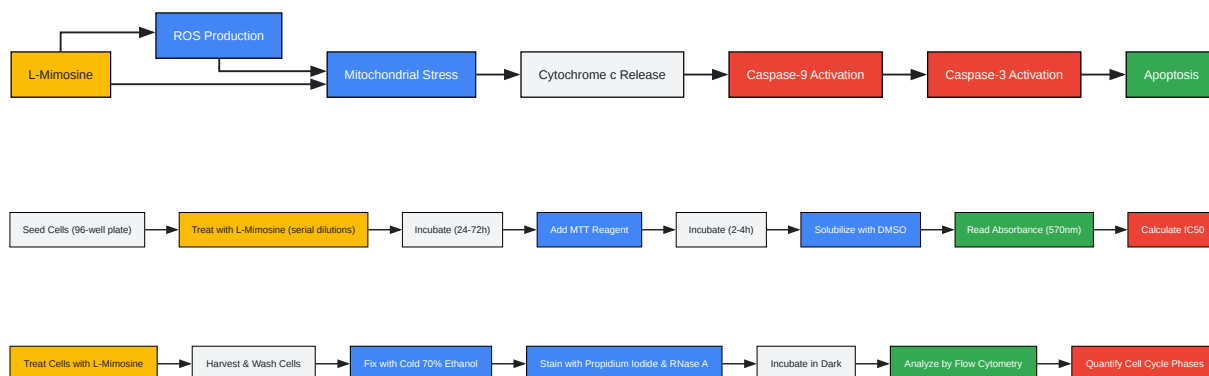 ROS Production
L-Mimosine
Mitochondrial Stress
Cytochrome c Release
Caspase-9 Activation
Caspase-3 Activation
Apoptosis
Seed Cells (96-well plate)
Treat with L-Mimosine (serial dilutions)
Incubate (24-72h)
Add MTT Reagent
Incubate (2-4h)
Solubilize with DMSO
Read Absorbance (570nm)
Calculate IC50
Treat Cells with L-Mimosine
Harvest & Wash Cells
Fix with Cold 70% Ethanol
Stain with Propidium Iodide & RNase A
Incubate in Dark
Analyze by Flow Cytometry
Quantify Cell Cycle Phases